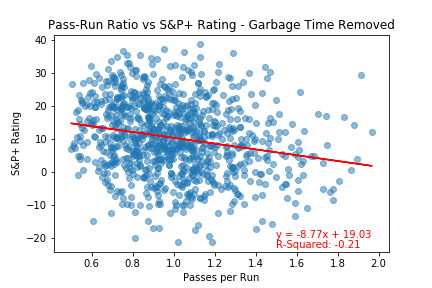 Pass-Run Ratio vs S&P+ Rating - Garbage Time Removed
40
30
20
10
0
−10
−20
S&P+ Rating
y = -8.77x + 19.03
R-Squared: -0.21
0.6 0.8 1.0 1.2 1.4 1.6 1.8 2.0
Passes per Run